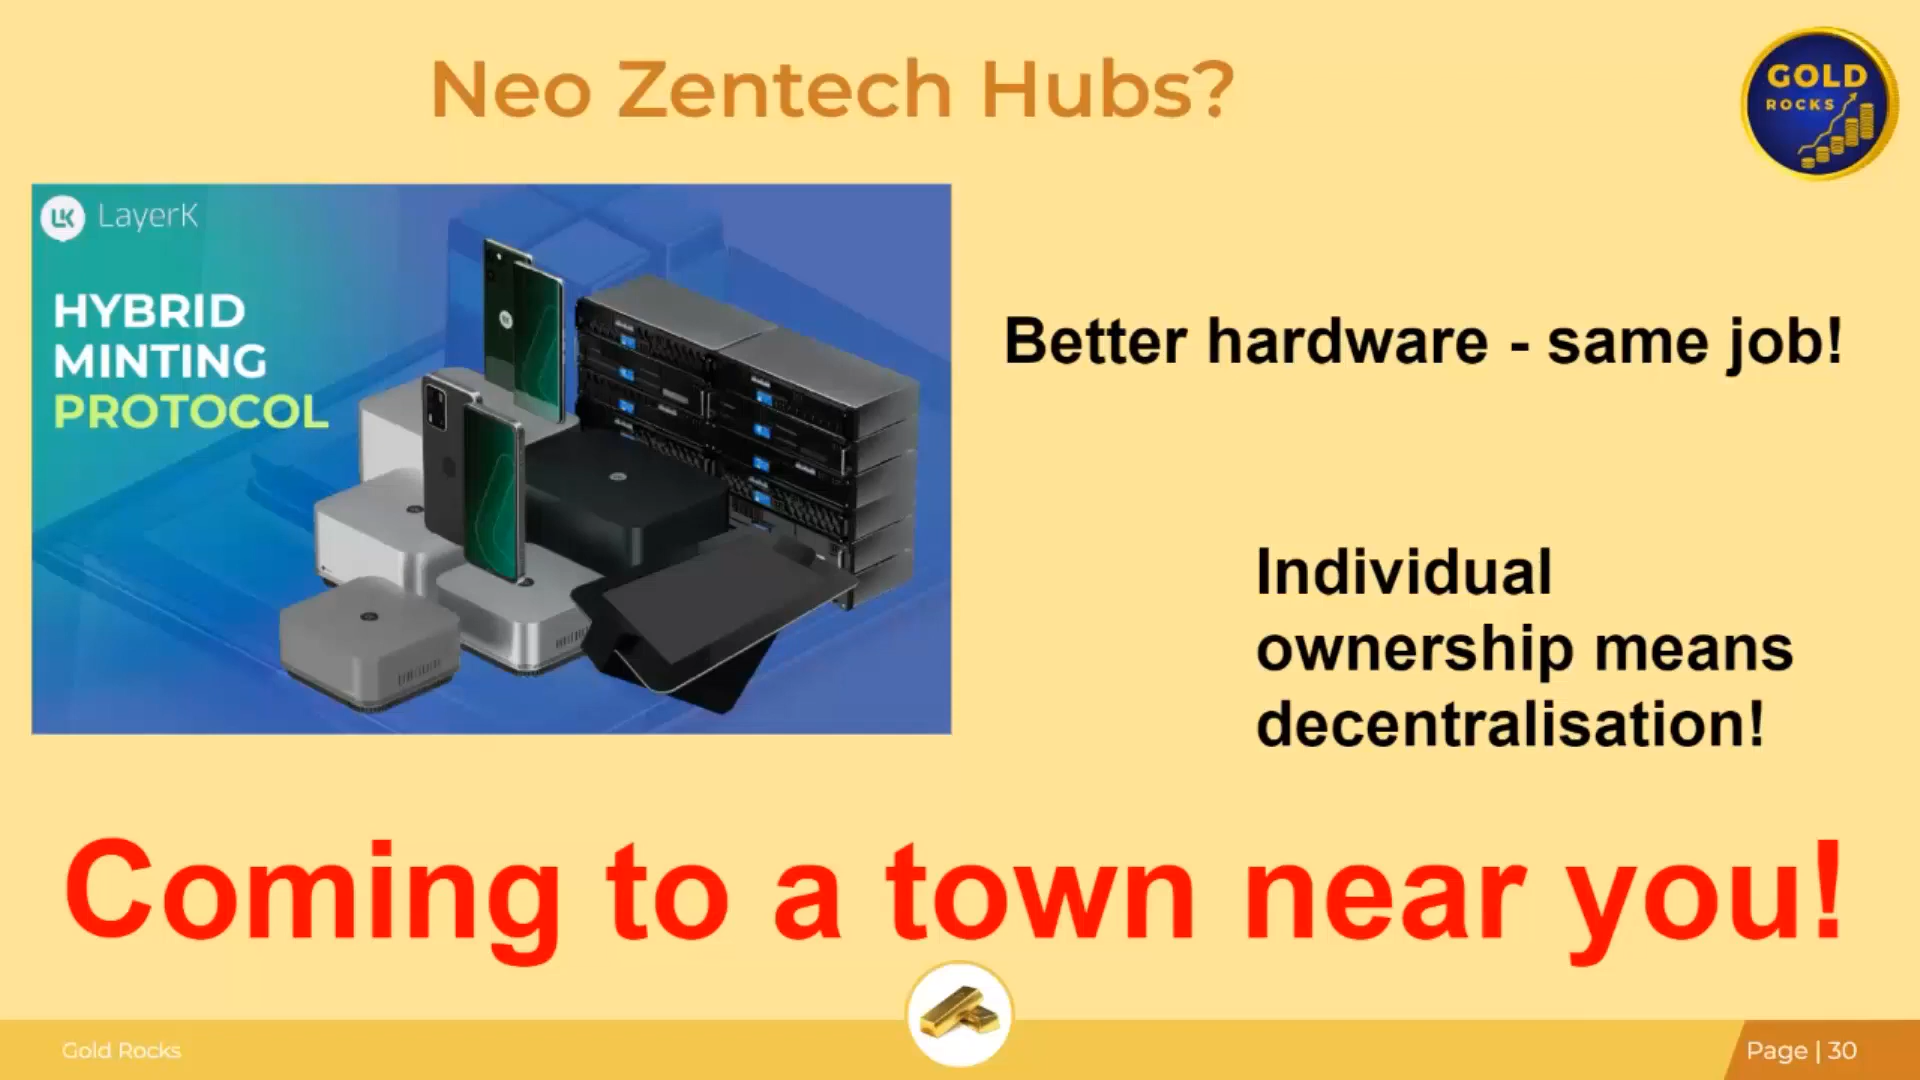 Neo Zentech Hubs?
GOLD
ROCKS
LK LayerK
HYBRID
MINTING
PROTOCOL
Better hardware - same job!
Individual
ownership means
decentralisation!
Coming to a town near you!
Gold Rocks
Page | 30